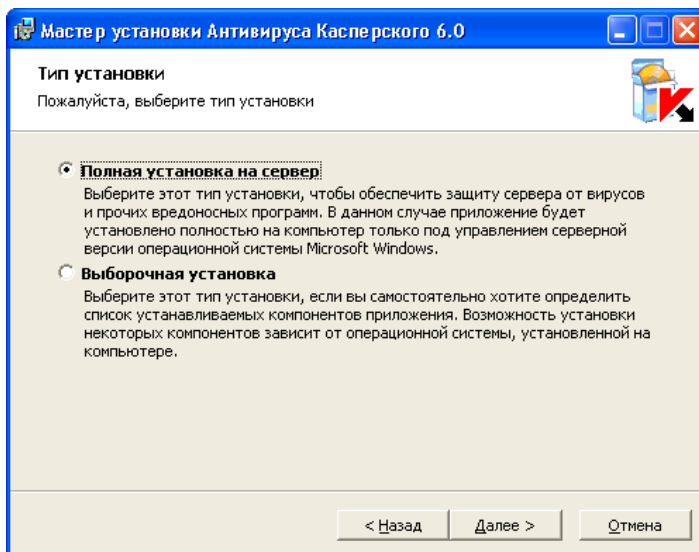 Мастер установки Антивируса Касперского 6.0
Тип установки
Пожалуйста, выберите тип установки
Полная установка на сервер
Выберите этот тип установки, чтобы обеспечить защиту сервера от вирусов
и прочих вредоносных программ. В данном случае приложение будет
установлено полностью на компьютер только под управлением серверной
версии операционной системы Microsoft Windows.
Выборочная установка
Выберите этот тип установки, если вы самостоятельно хотите определить
список устанавливаемых компонентов приложения. Возможность установки
некоторых компонентов зависит от операционной системы, установленной на
компьютере.
< Назад Далее > Отмена